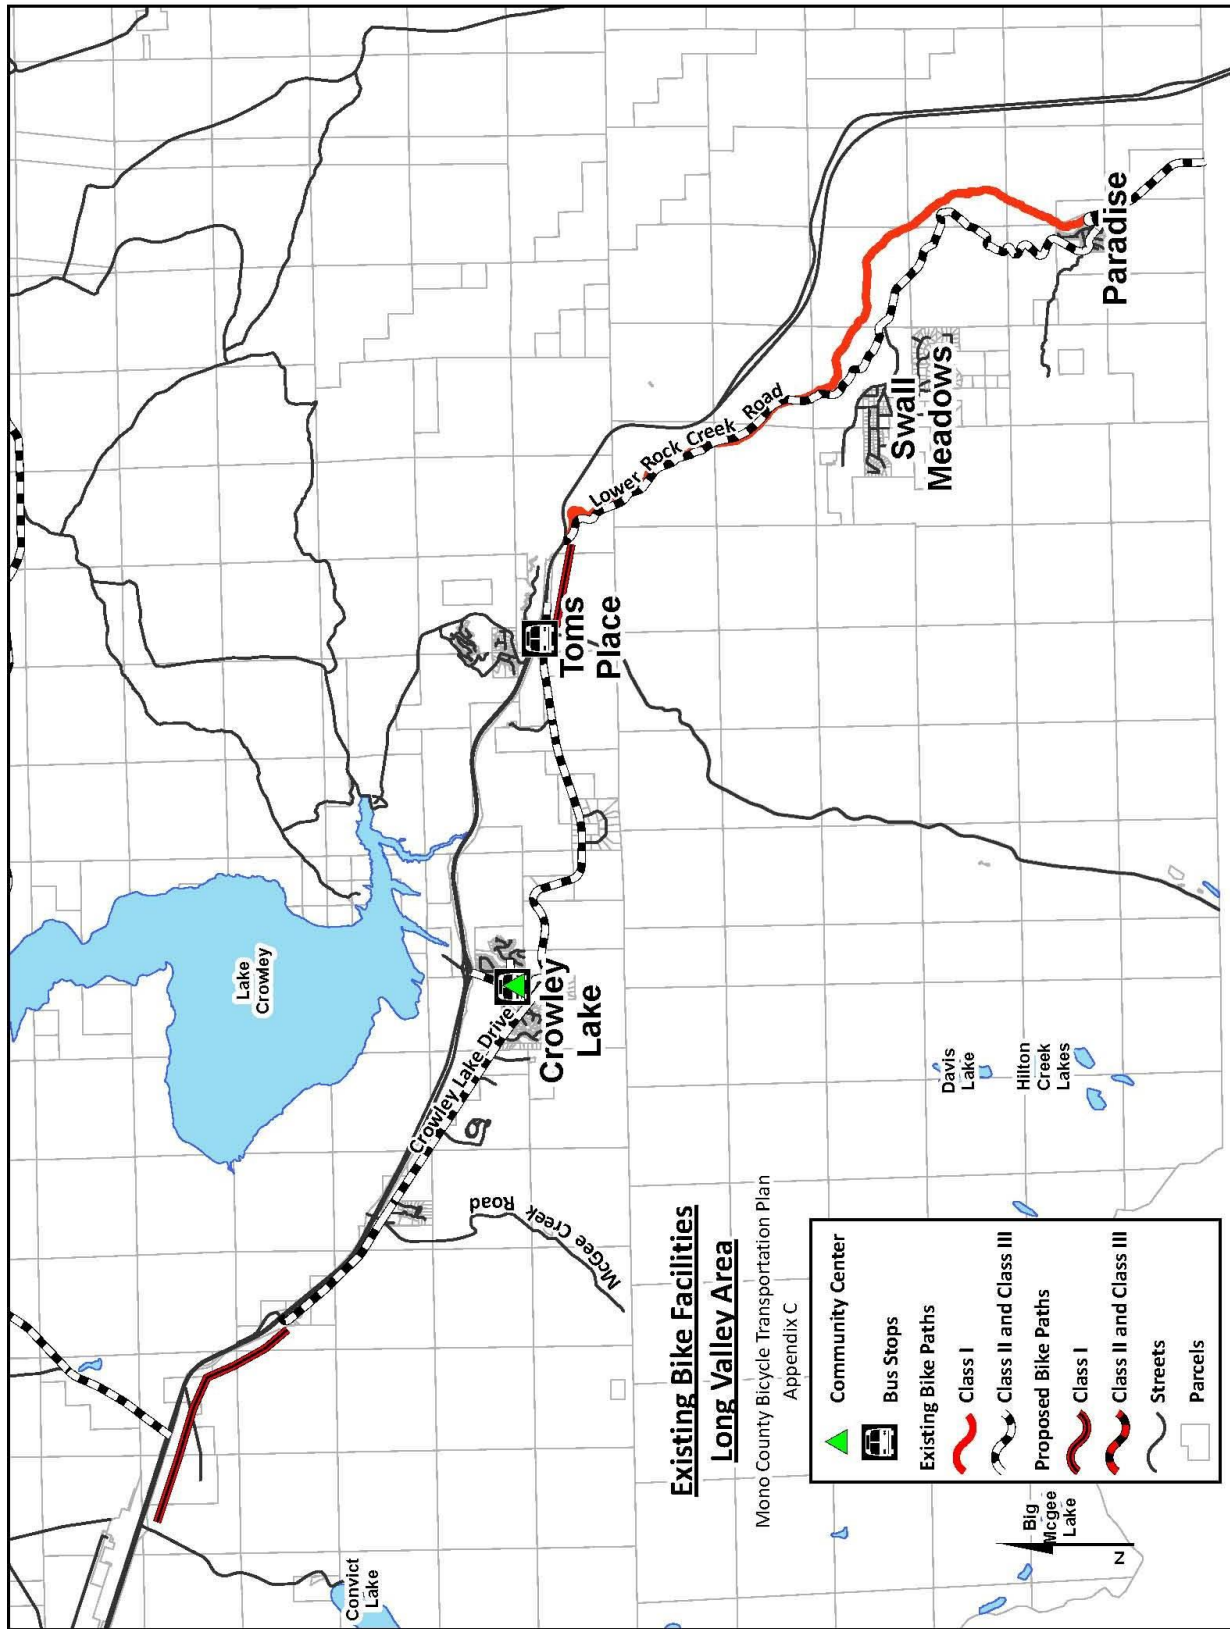 Existing Bike Facilities
Long Valley Area
Mono County Bicycle Transportation Plan
Appendix C
Community Center
Bus Stops
Existing Bike Paths
Class I
Class II and Class III
Proposed Bike Paths
Class I
Class II and Class III
Streets
Parcels
Convict
Lake
Big
Mcgee
Lake
N
McGee Creek Road
Crowley Lake Drive
Lake
Crowley
Crowley
Lake
Davis
Lake
Hilton
Creek
Lakes
Toms
Place
Lower Rock Creek Road
Swall
Meadows
Paradise